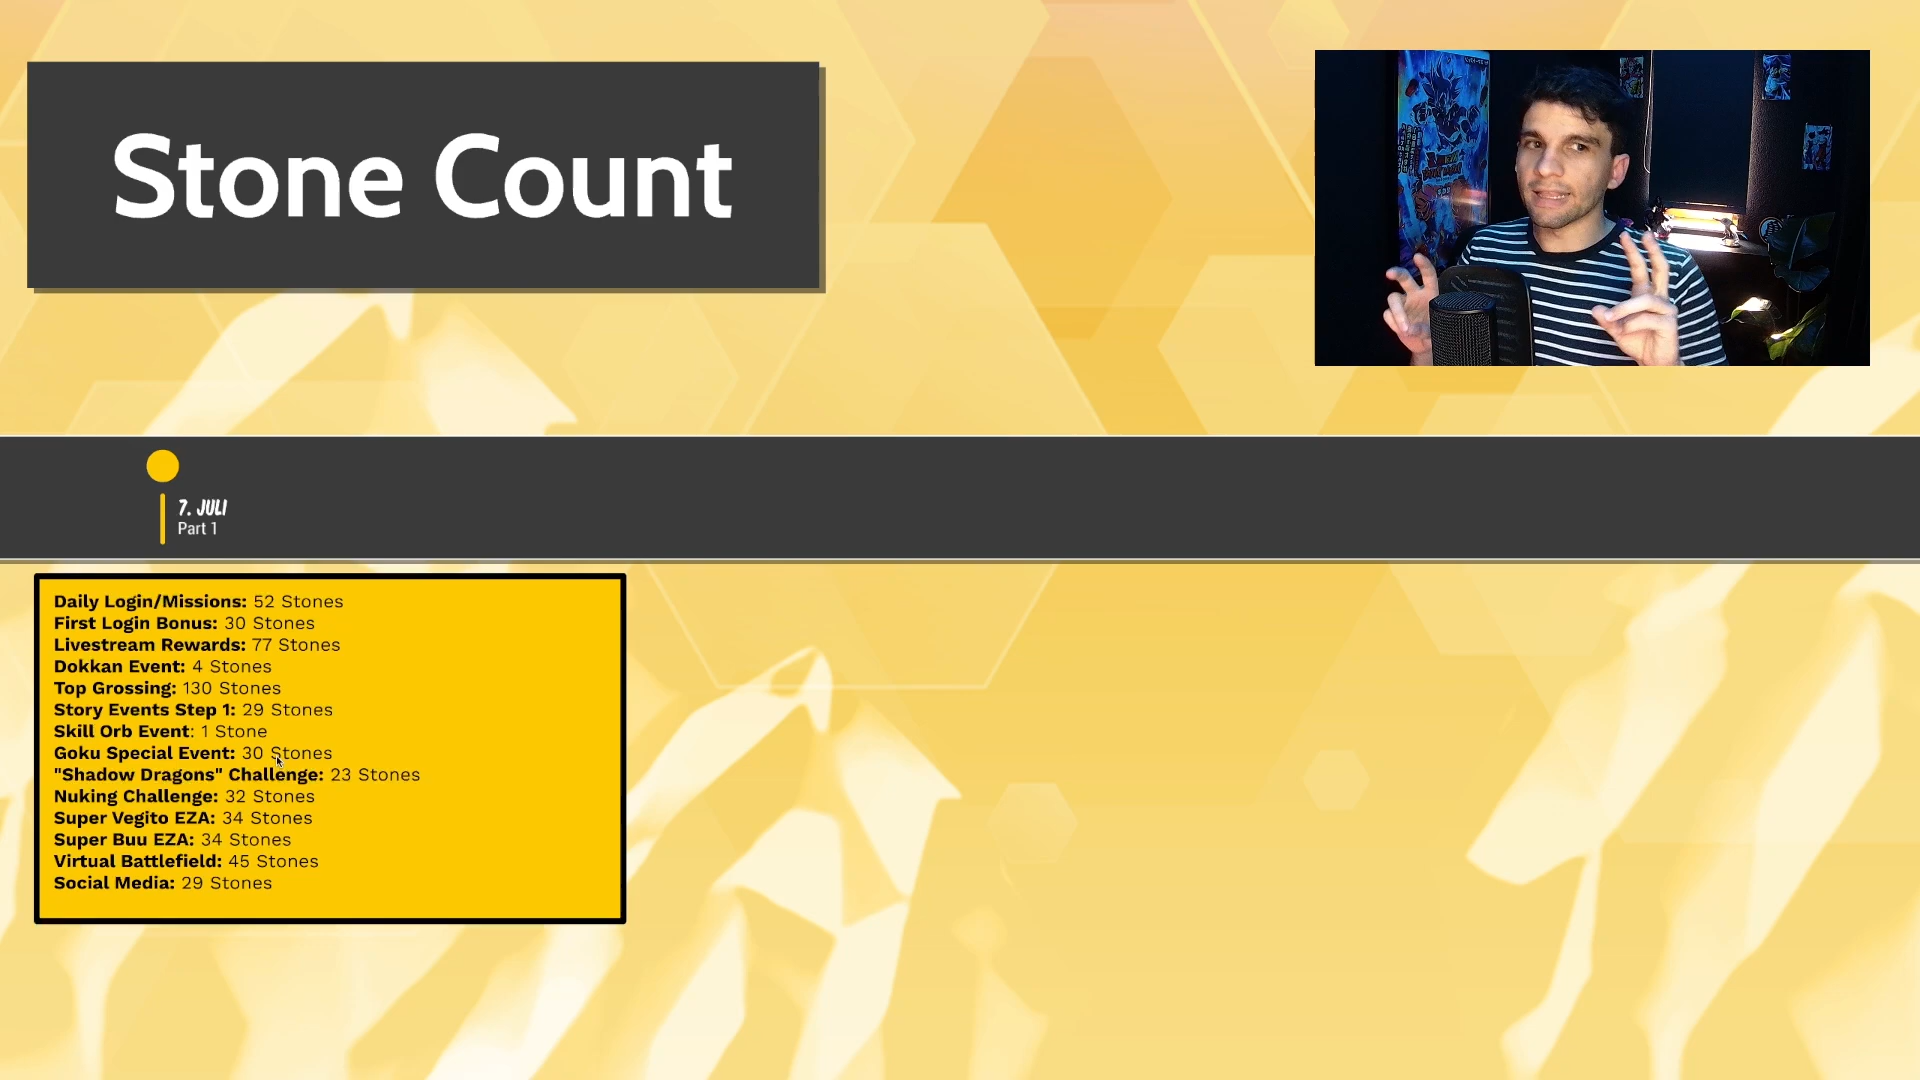 Stone Count
7. JULI
Part 1
Daily Login/Missions: 52 Stones
First Login Bonus: 30 Stones
Livestream Rewards: 77 Stones
Dokkan Event: 4 Stones
Top Grossing: 130 Stones
Story Events Step 1: 29 Stones
Skill Orb Event: 1 Stone
Goku Special Event: 30 Stones
"Shadow Dragons" Challenge: 23 Stones
Nuking Challenge: 32 Stones
Super Vegito EZA: 34 Stones
Super Buu EZA: 34 Stones
Virtual Battlefield: 45 Stones
Social Media: 29 Stones